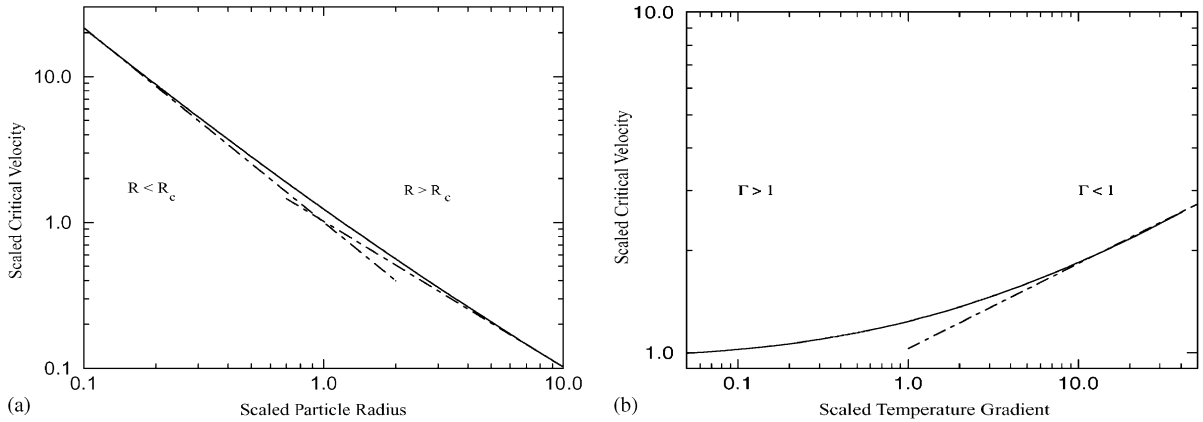 10.0
1.0
0.1
0.1
1.0
10.0
Scaled Critical Velocity
Scaled Particle Radius
R < Rc
R > Rc
(a)
10.0
1.0
0.1
1.0
10.0
Scaled Critical Velocity
Scaled Temperature Gradient
Γ > 1
Γ < 1
(b)